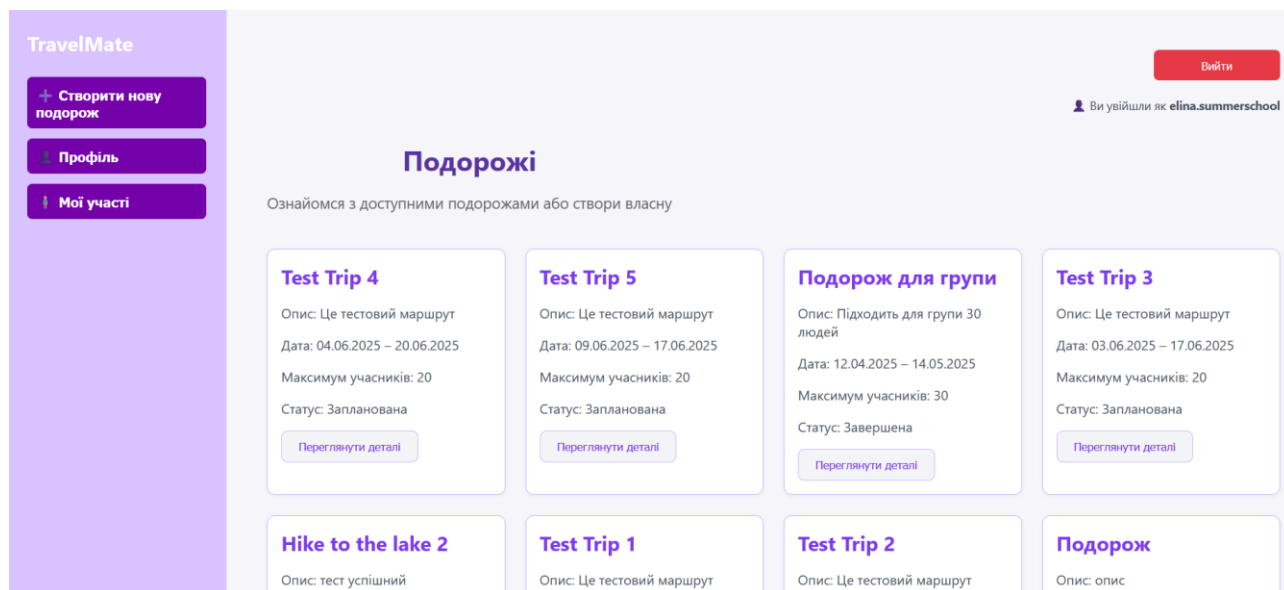 TravelMate
➕ Створити нову
подорож
👤 Профіль
🧍 Мої участі
Вийти
👤 Ви увійшли як elina.summerschool
Подорожі
Ознайомся з доступними подорожами або створи власну
Test Trip 4
Опис: Це тестовий маршрут
Дата: 04.06.2025 – 20.06.2025
Максимум учасників: 20
Статус: Запланована
Переглянути деталі
Test Trip 5
Опис: Це тестовий маршрут
Дата: 09.06.2025 – 17.06.2025
Максимум учасників: 20
Статус: Запланована
Переглянути деталі
Подорож для групи
Опис: Підходить для групи 30
людей
Дата: 12.04.2025 – 14.05.2025
Максимум учасників: 30
Статус: Завершена
Переглянути деталі
Test Trip 3
Опис: Це тестовий маршрут
Дата: 03.06.2025 – 17.06.2025
Максимум учасників: 20
Статус: Запланована
Переглянути деталі
Hike to the lake 2
Опис: тест успішний
Test Trip 1
Опис: Це тестовий маршрут
Test Trip 2
Опис: Це тестовий маршрут
Подорож
Опис: опис